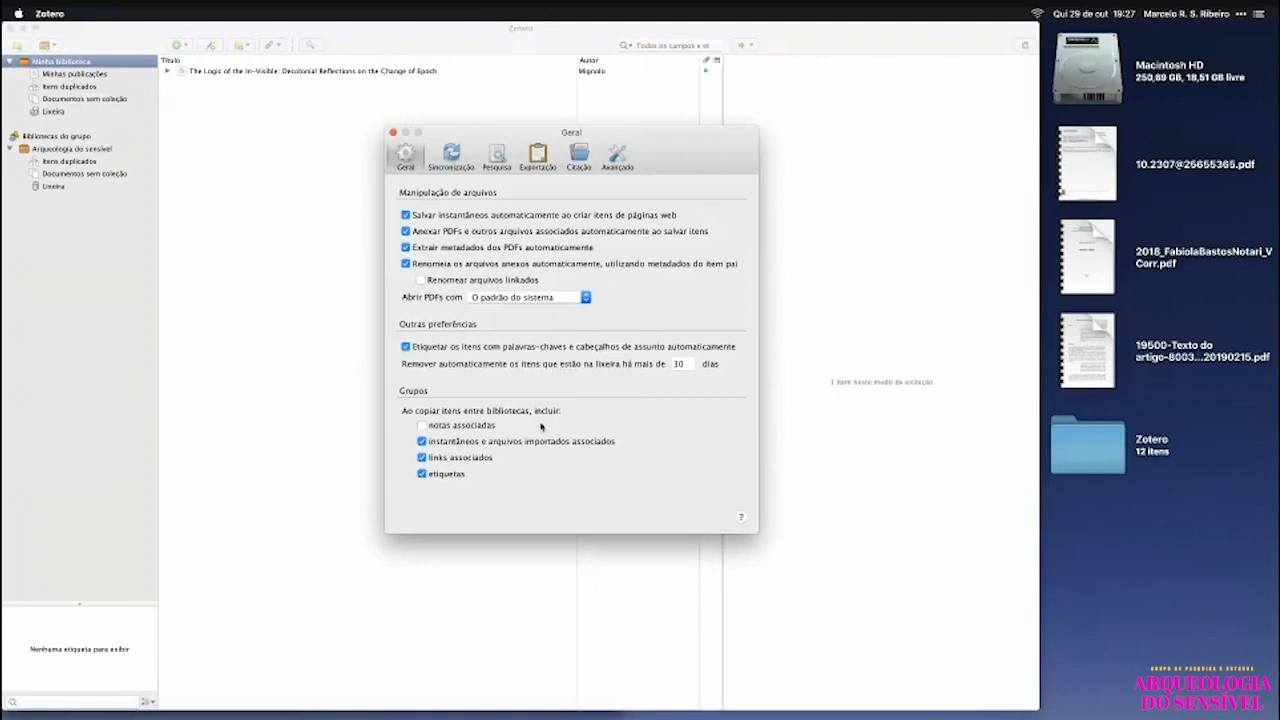 Zotero
Qui 29 de out 19:27 Marcelo R. S. Ribeiro
Zotero
Todos os campos e et
Minha biblioteca
Minhas publicações
Itens duplicados
Documentos sem coleção
Lixeira
Bibliotecas do grupo
Arqueologia do sensível
Itens duplicados
Documentos sem coleção
Lixeira
Nenhuma etiqueta para exibir
Título
Autor
The Logic of the In-Visible: Decolonial Reflections on the Change of Epoch
Mignolo
Geral
Geral Sincronização Pesquisa Exportação Citação Avançado
Manipulação de arquivos
Salvar instantâneos automaticamente ao criar itens de páginas web
Anexar PDFs e outros arquivos associados automaticamente ao salvar itens
Extrair metadados dos PDFs automaticamente
Renomeia os arquivos anexos automaticamente, utilizando metadados do item pai
Renomear arquivos linkados
Abrir PDFs com O padrão do sistema
Outras preferências
Etiquetar os itens com palavras-chaves e cabeçalhos de assunto automaticamente
Remover automaticamente os itens que estão na lixeira há mais de 30 dias
Grupos
Ao copiar itens entre bibliotecas, incluir:
notas associadas
instantâneos e arquivos importados associados
links associados
etiquetas
?
1 item neste modo de exibição
Macintosh HD
250,69 GB, 18,51 GB livre
10.2307@25655365.pdf
2018_FabiolaBastosNotari_V
Corr.pdf
19500-Texto do
artigo-8003...20190215.pdf
Zotero
12 itens
GRUPO DE PESQUISA E ESTUDOS
ARQUEOLOGIA
DO SENSÍVEL